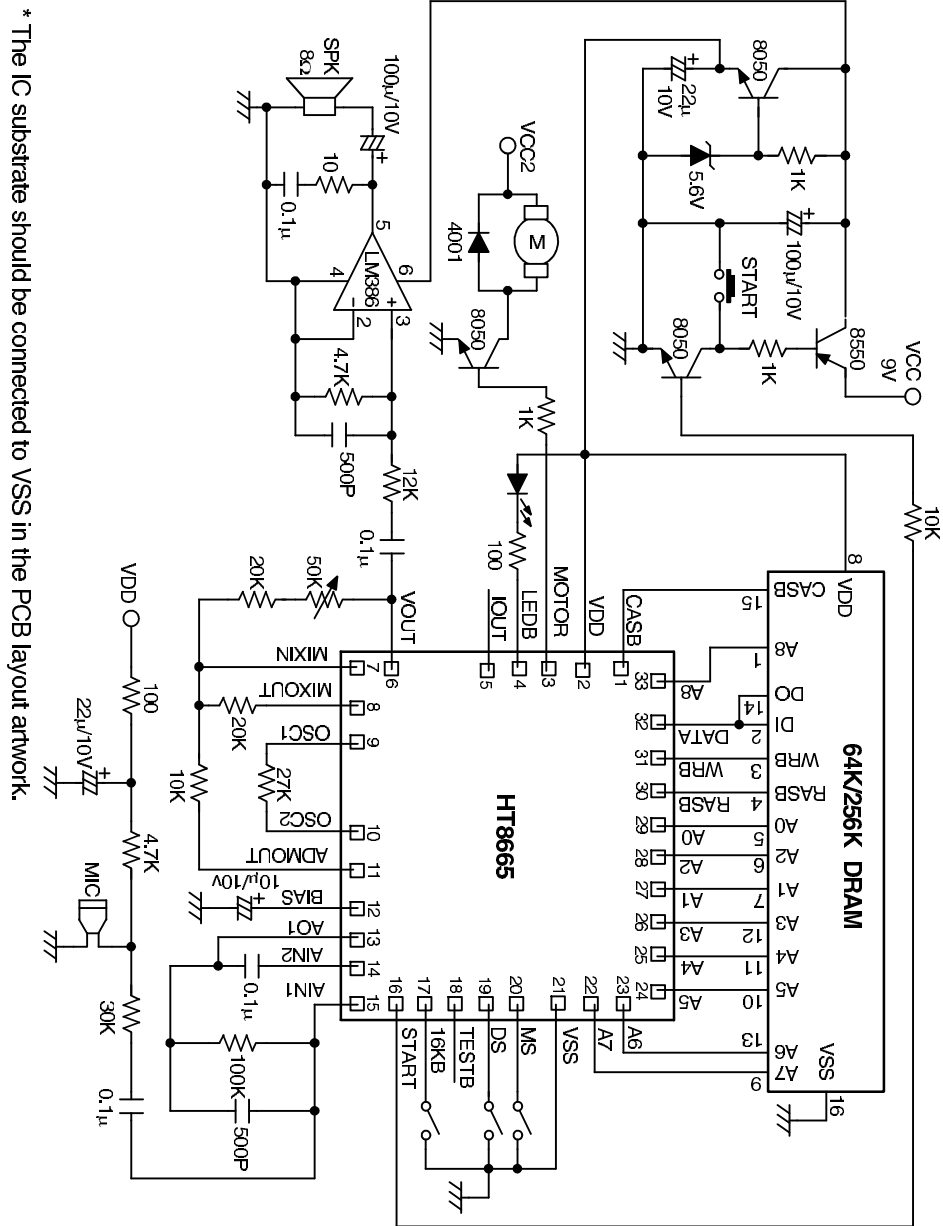 VCC
9V
8550
1K
100μ/10V
START
8050
1K
5.6V
8050
22μ
10V
10K
VCC2
M
4001
8050
1K
SPK
8Ω
100μ/10V
10
0.1μ
LM386
5
6
4
3
2
+
−
4.7K
500P
12K
0.1μ
50K
20K
20K
10K
27K
100
64K/256K DRAM
VDD
8
CASB
15
A8
1
DO
14
DI
2
WRB
3
RASB
4
A0
5
A2
6
A1
7
A3
12
A4
11
A5
10
A6
13
A7
9
VSS
16
HT8665
CASB
1
VDD
2
MOTOR
3
LEDB
4
IOUT
5
VOUT
6
MIXIN
7
MIXOUT
8
OSC1
9
OSC2
10
ADMOUT
11
BIAS
12
10μ/10v
AO1
13
AIN2
14
AIN1
15
START
16
16KB
17
TESTB
18
DS
19
MS
20
VSS
21
A7
22
A6
23
A5
24
A4
25
A3
26
A1
27
A2
28
A0
29
RASB
30
WRB
31
DATA
32
A8
33
0.1μ
100K
500P
VDD
100
22μ/10V
4.7K
MIC
30K
0.1μ
* The IC substrate should be connected to VSS in the PCB layout artwork.